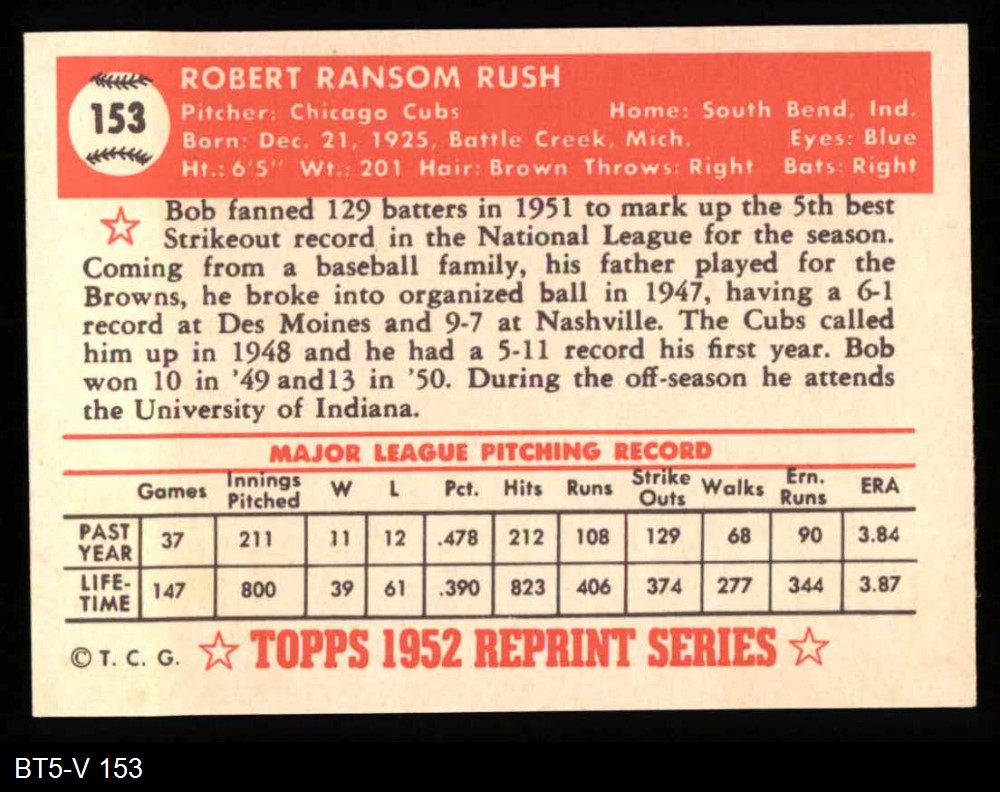 153
ROBERT RANSOM RUSH
Pitcher: Chicago Cubs Home: South Bend, Ind.
Born: Dec. 21, 1925, Battle Creek, Mich. Eyes: Blue
Ht.: 6'5" Wt.: 201 Hair: Brown Throws: Right Bats: Right
Bob fanned 129 batters in 1951 to mark up the 5th best
Strikeout record in the National League for the season.
Coming from a baseball family, his father played for the
Browns, he broke into organized ball in 1947, having a 6-1
record at Des Moines and 9-7 at Nashville. The Cubs called
him up in 1948 and he had a 5-11 record his first year. Bob
won 10 in '49 and 13 in '50. During the off-season he attends
the University of Indiana.
MAJOR LEAGUE PITCHING RECORD
Games Innings Pitched W L Pct. Hits Runs Strike Outs Walks Ern. Runs ERA
PAST YEAR 37 211 11 12 .478 212 108 129 68 90 3.84
LIFE-TIME 147 800 39 61 .390 823 406 374 277 344 3.87
© T. C. G. TOPPS 1952 REPRINT SERIES
BT5-V 153